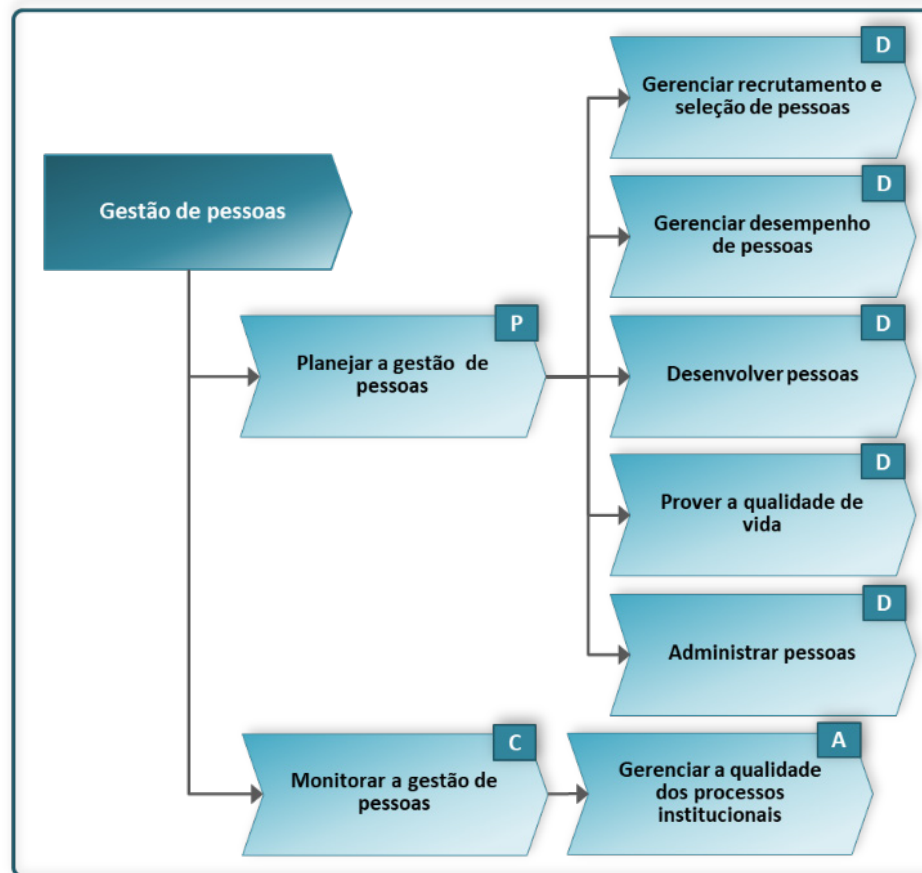 D
Gerenciar recrutamento e
seleção de pessoas
Gestão de pessoas
D
Gerenciar desempenho
de pessoas
P
Planejar a gestão de
pessoas
D
Desenvolver pessoas
D
Prover a qualidade de
vida
D
Administrar pessoas
C
Monitorar a gestão de
pessoas
A
Gerenciar a qualidade
dos processos
institucionais